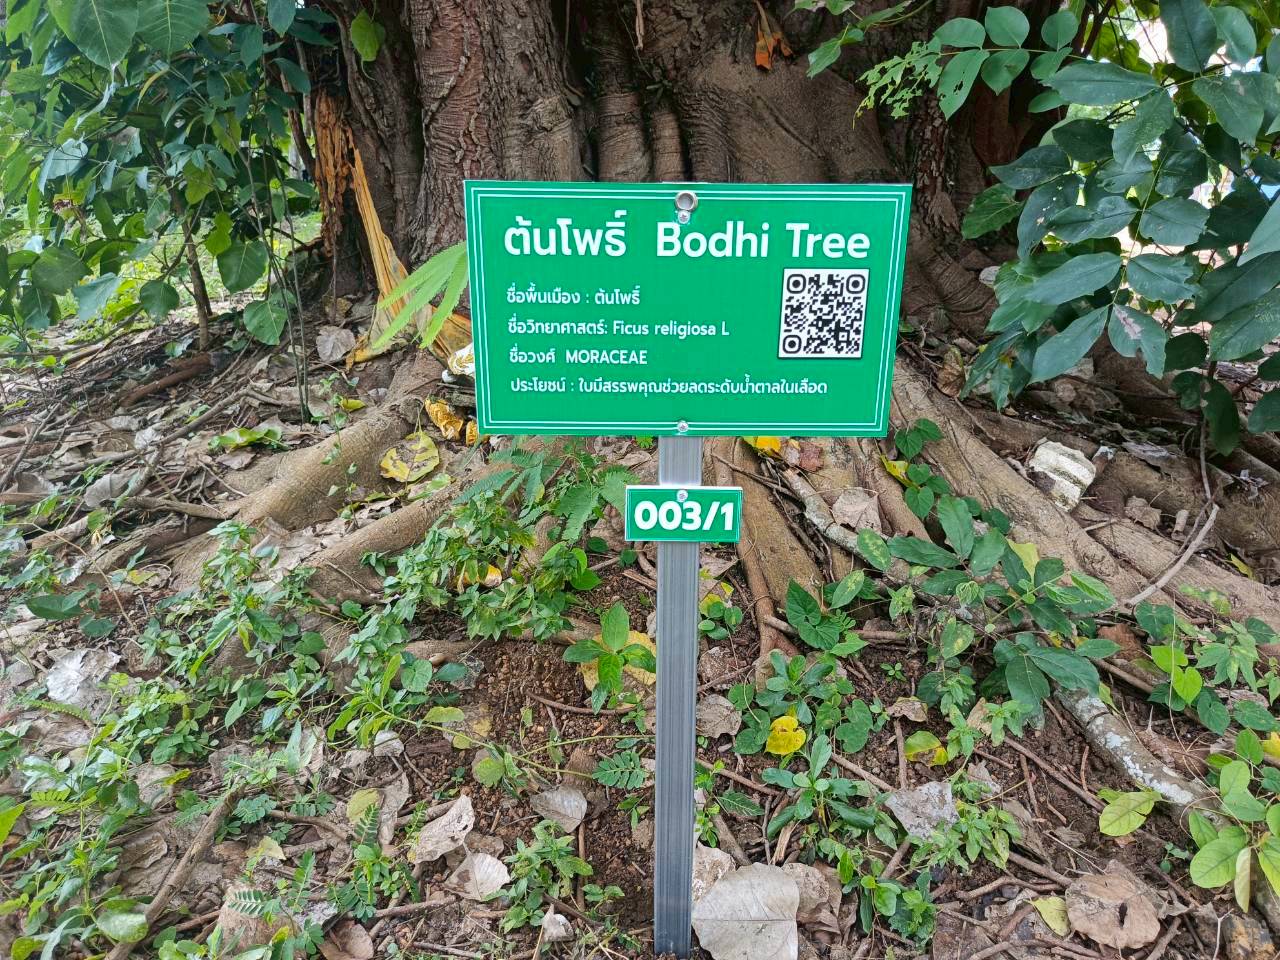 ต้นโพธิ์ Bodhi Tree
ชื่อพื้นเมือง : ต้นโพธิ์
ชื่อวิทยาศาสตร์: Ficus religiosa L
ชื่อวงศ์ MORACEAE
ประโยชน์ : ใบมีสรรพคุณช่วยลดระดับน้ำตาลในเลือด
003/1